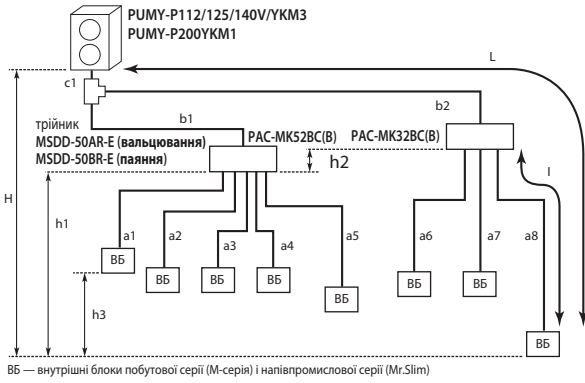 PUMY-P112/125/140V/YKM3
PUMY-P200YKM1
L
c1
b1
b2
трійник
MSDD-50AR-E (вальцювання)
MSDD-50BR-E (паяння)
PAC-MK52BC(B)
PAC-MK32BC(B)
h2
l
H
h1
a1
a2
a3
a4
a5
a6
a7
a8
ВБ
ВБ
ВБ
ВБ
ВБ
ВБ
ВБ
h3
ВБ
ВБ — внутрішні блоки побутової серії (М-серія) і напівпромислової серії (Mr.Slim)